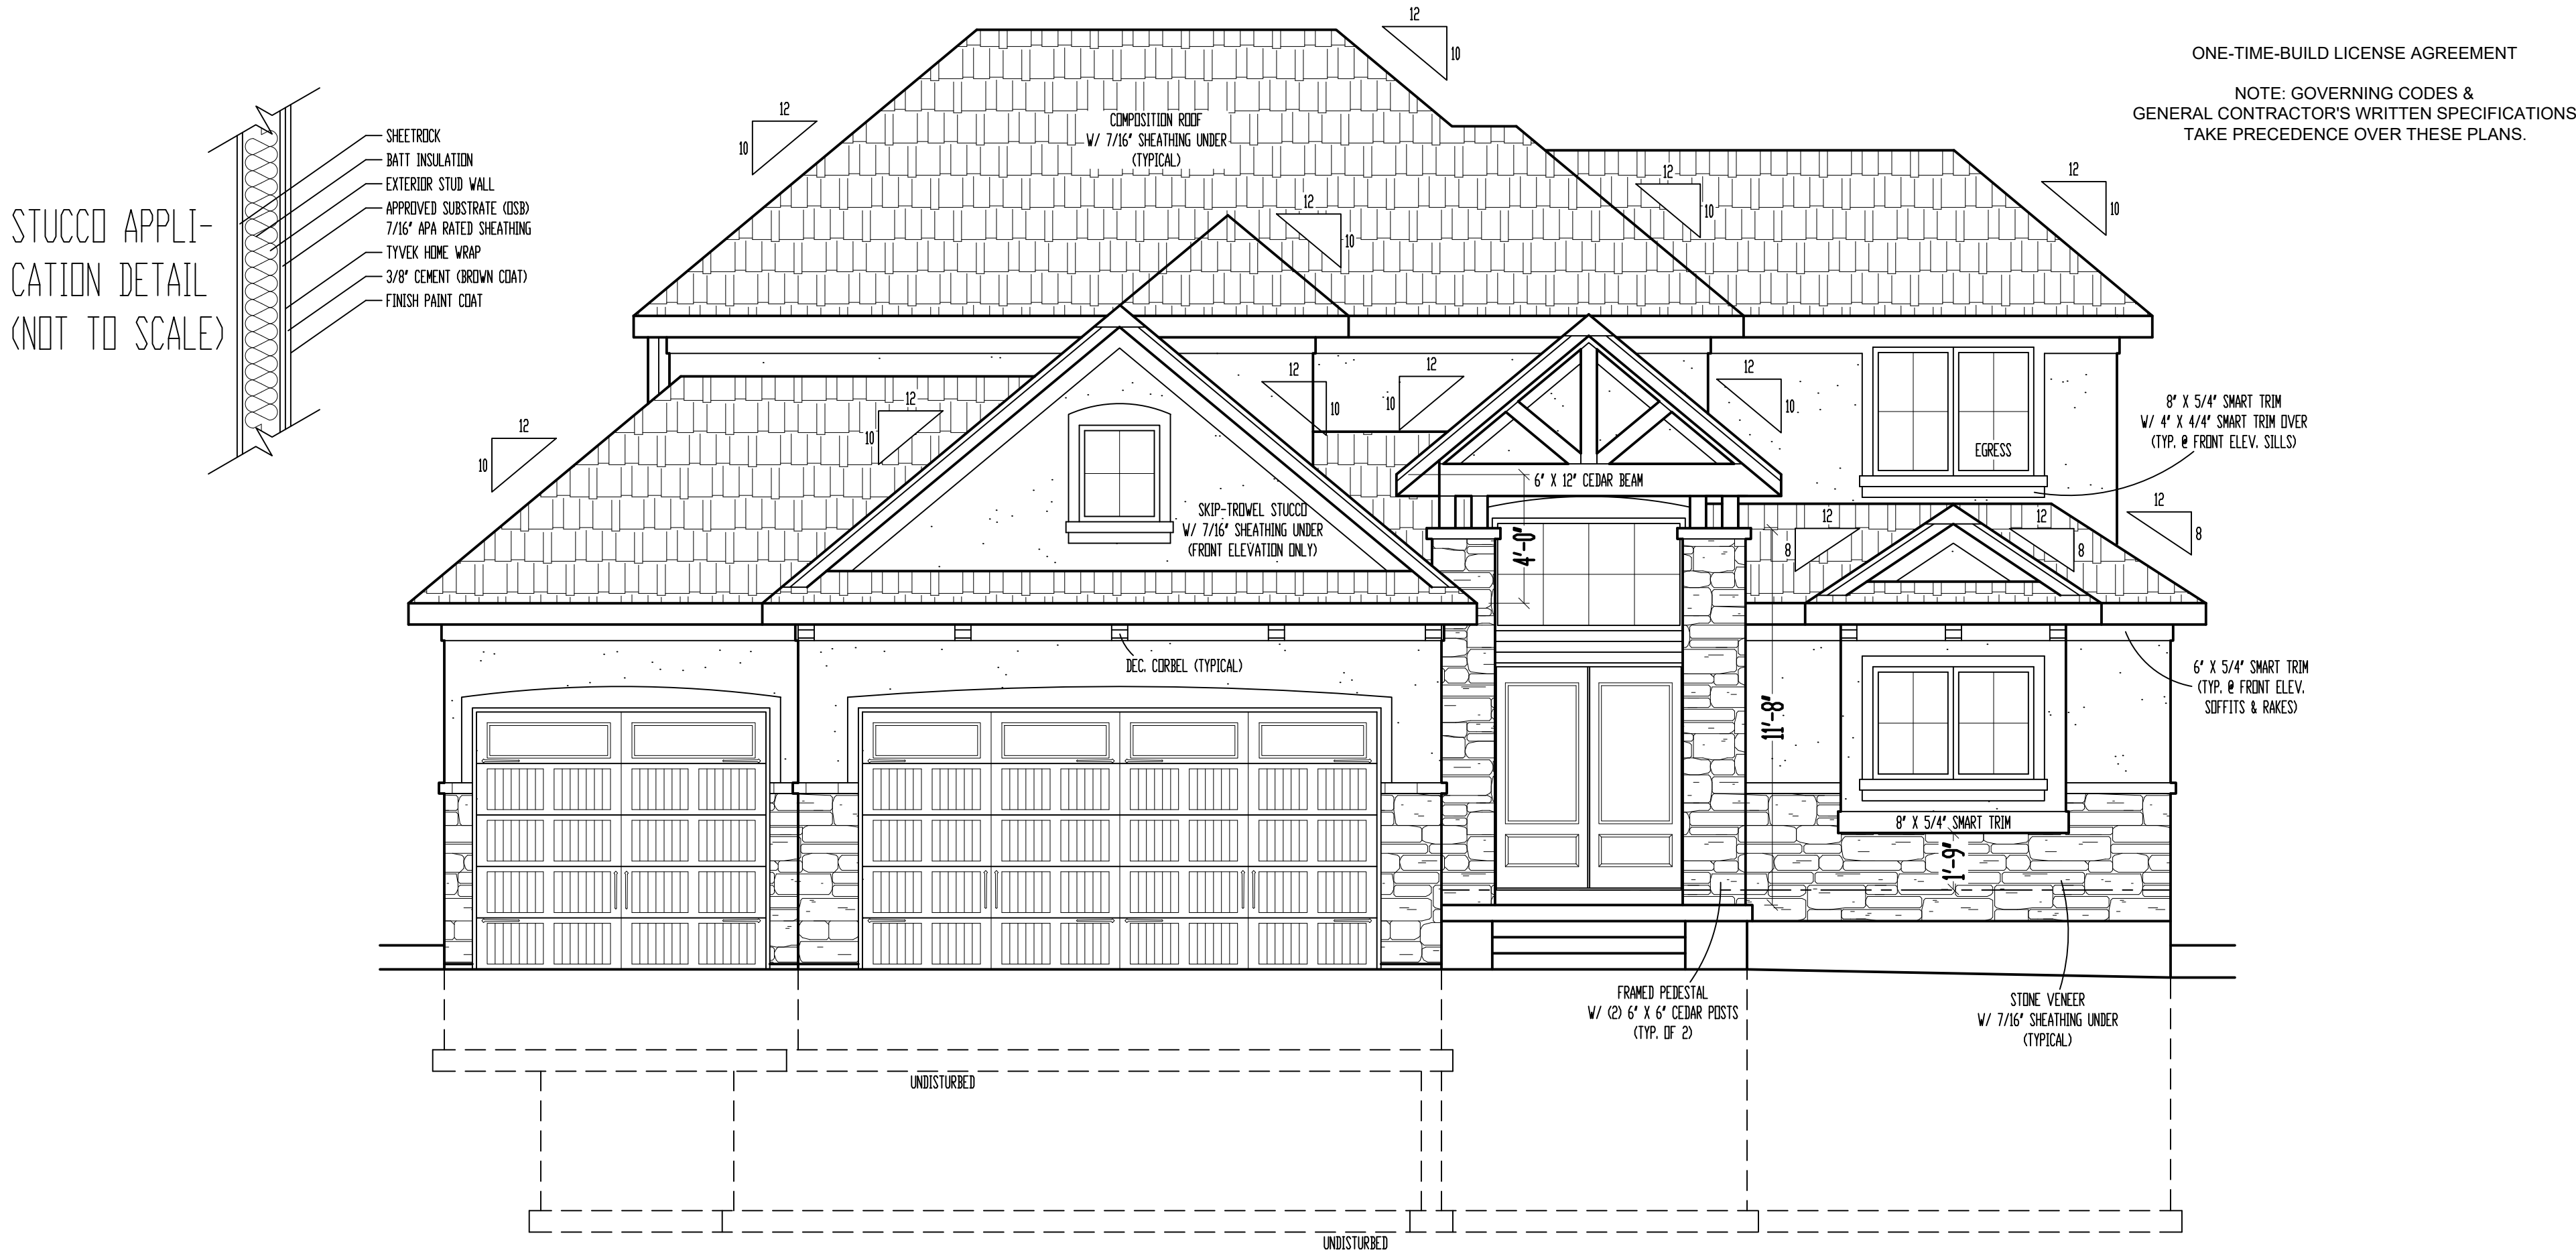 ONE-TIME-BUILD LICENSE AGREEMENT
NOTE: GOVERNING CODES &
GENERAL CONTRACTOR'S WRITTEN SPECIFICATIONS
TAKE PRECEDENCE OVER THESE PLANS.
STUCCO APPLI-
CATION DETAIL
(NOT TO SCALE)
SHEETROCK
BATT INSULATION
EXTERIOR STUD WALL
APPROVED SUBSTRATE (OSB)
7/16" APA RATED SHEATHING
TYVEK HOME WRAP
3/8" CEMENT (BROWN COAT)
FINISH PAINT COAT
12
10
12
10
COMPOSITION ROOF
W/ 7/16" SHEATHING UNDER
(TYPICAL)
12
10
12
10
12
10
12
10
12
10
12
10
12
10
12
10
8" X 5/4" SMART TRIM
W/ 4" X 4/4" SMART TRIM OVER
(TYP. @ FRONT ELEV. SILLS)
EGRESS
6" X 12" CEDAR BEAM
SKIP-TROWEL STUCCO
W/ 7/16" SHEATHING UNDER
(FRONT ELEVATION ONLY)
4'-0"
12
8
12
8
12
8
DEC. CORBEL (TYPICAL)
11'-8"
6" X 5/4" SMART TRIM
(TYP. @ FRONT ELEV.
SOFFITS & RAKES)
8" X 5/4" SMART TRIM
1'-9"
FRAMED PEDESTAL
W/ (2) 6" X 6" CEDAR POSTS
(TYP. OF 2)
STONE VENEER
W/ 7/16" SHEATHING UNDER
(TYPICAL)
UNDISTURBED
UNDISTURBED